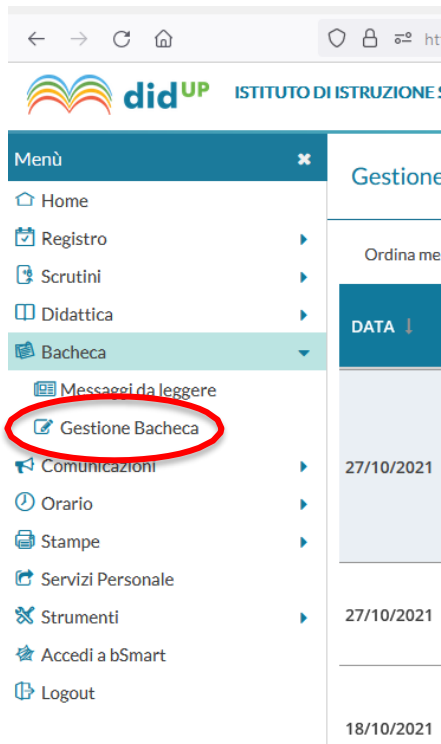 ht
didUP ISTITUTO DI ISTRUZIONE S
Menù
Home
Registro
Scrutini
Didattica
Bacheca
Messaggi da leggere
Gestione Bacheca
Comunicazioni
Orario
Stampe
Servizi Personale
Strumenti
Accedi a bSmart
Logout
Gestione
Ordina me
DATA
27/10/2021
27/10/2021
18/10/2021